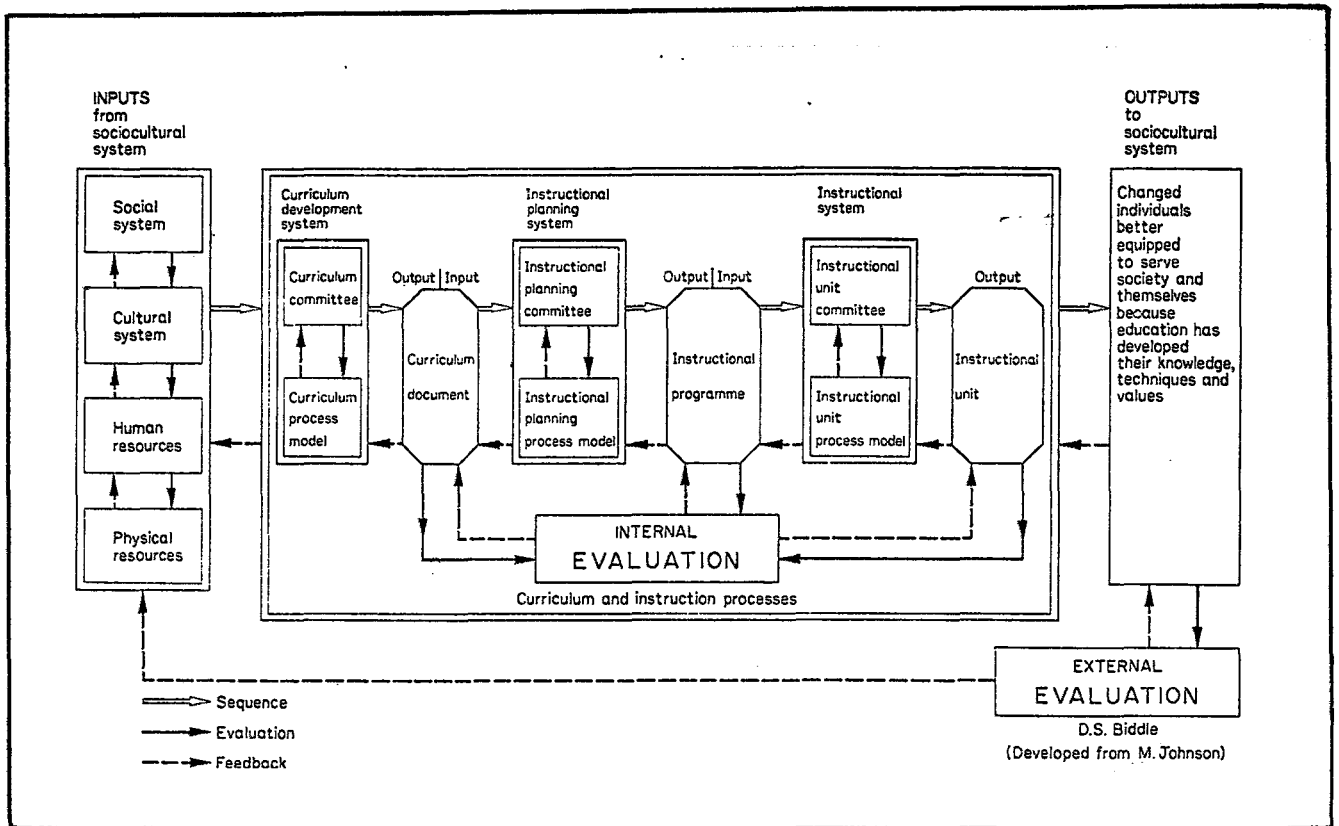 INPUTS
from
sociocultural
system
Social
system
Cultural
system
Human
resources
Physical
resources
Curriculum
development
system
Curriculum
committee
Curriculum
process
model
Output | Input
Curriculum
document
Instructional
planning
system
Instructional
planning
committee
Instructional
planning
process model
Output | Input
Instructional
programme
Instructional
system
Instructional
unit
committee
Instructional
unit
process model
Output
Instructional
unit
INTERNAL
EVALUATION
Curriculum and instruction processes
OUTPUTS
to
sociocultural
system
Changed
individuals
better
equipped
to serve
society and
themselves
because
education has
developed
their knowledge,
techniques and
values
EXTERNAL
EVALUATION
D.S. Biddle
(Developed from M. Johnson)
Sequence
Evaluation
Feedback